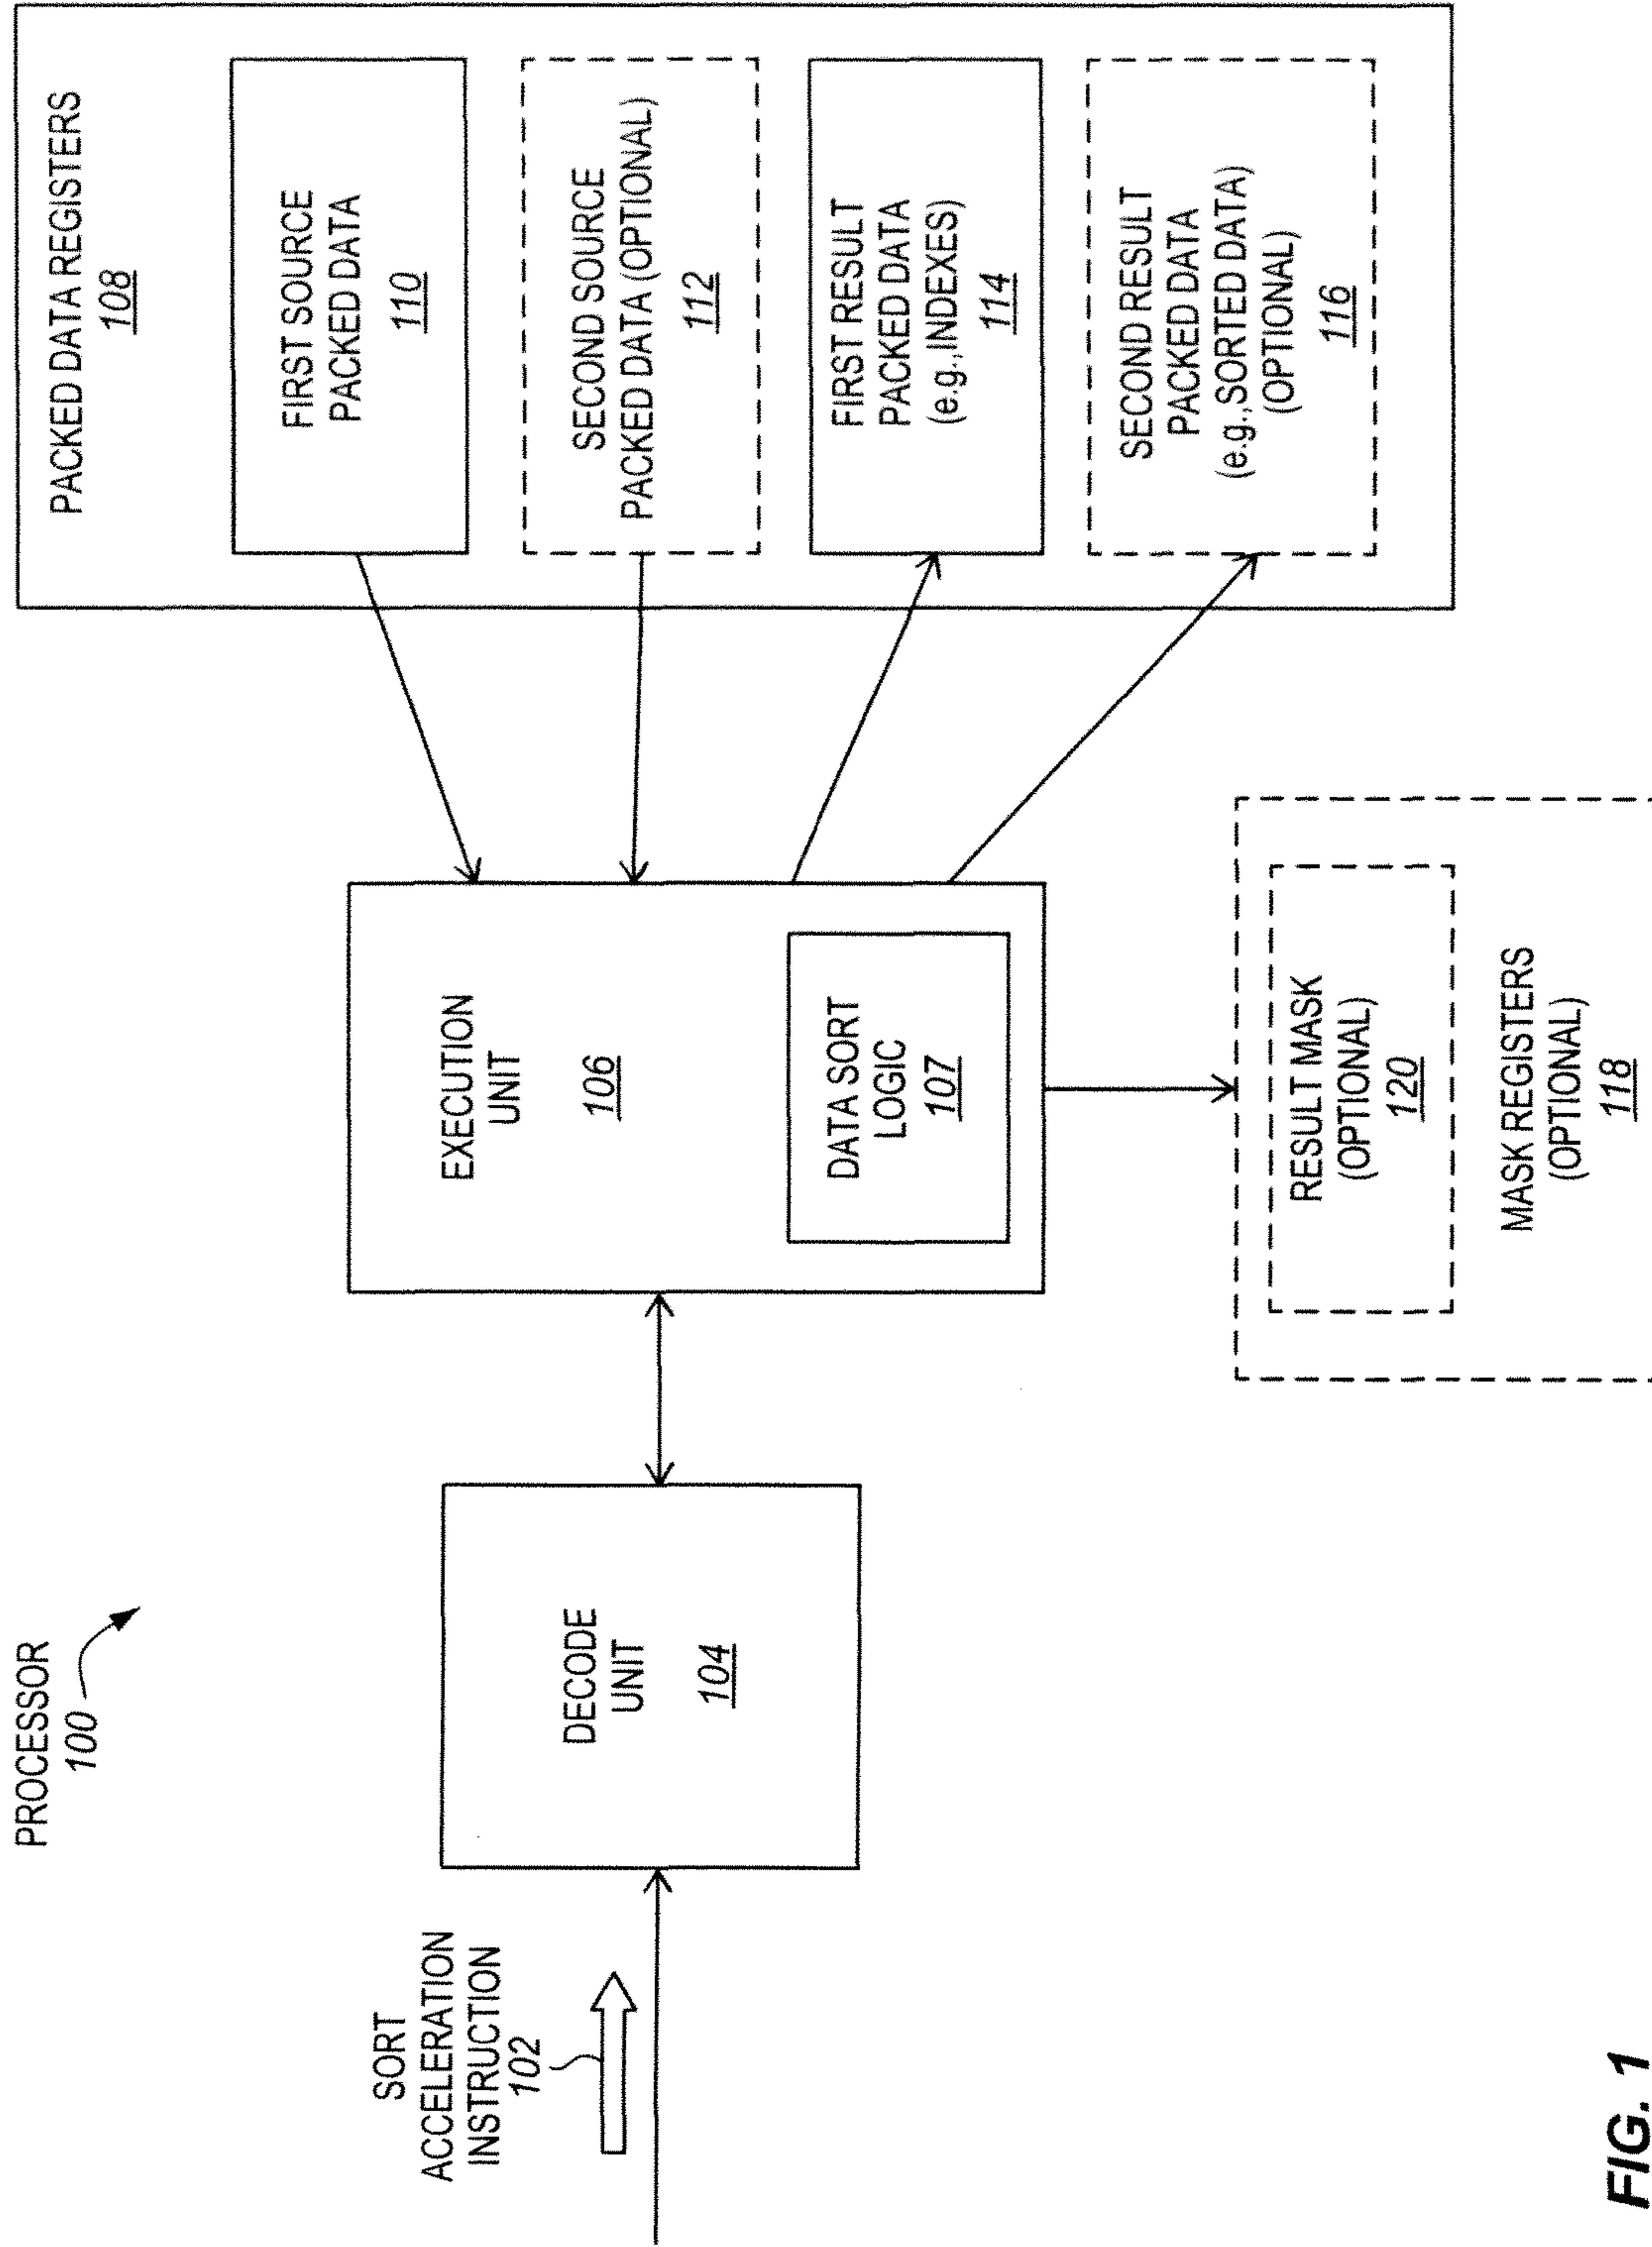 PROCESSOR
100
SORT
ACCELERATION
INSTRUCTION
102
DECODE
UNIT
104
EXECUTION
UNIT
106
DATA SORT
LOGIC
107
PACKED DATA REGISTERS
108
FIRST SOURCE
PACKED DATA
110
SECOND SOURCE
PACKED DATA (OPTIONAL)
112
FIRST RESULT
PACKED DATA
(e.g.,INDEXES)
114
SECOND RESULT
PACKED DATA
(e.g.,SORTED DATA)
(OPTIONAL)
116
RESULT MASK
(OPTIONAL)
120
MASK REGISTERS
(OPTIONAL)
118
FIG. 1